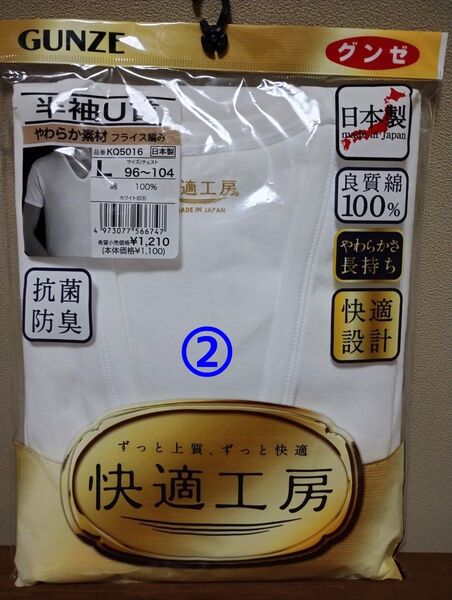 GUNZE
グンゼ
半袖U首
やわらか素材 フライス編み
品番 KQ5016 日本製
サイズ/チェスト
L 96～104
綿 100%
ホワイト(03)
4973077566747
希望小売価格¥1,210
(本体価格¥1,100)
適工房
MADE IN JAPAN
日本製
made in Japan
良質綿
100%
やわらかさ
長持ち
快適
設計
抗菌
防臭
②
ずっと上質、ずっと快適
快適工房